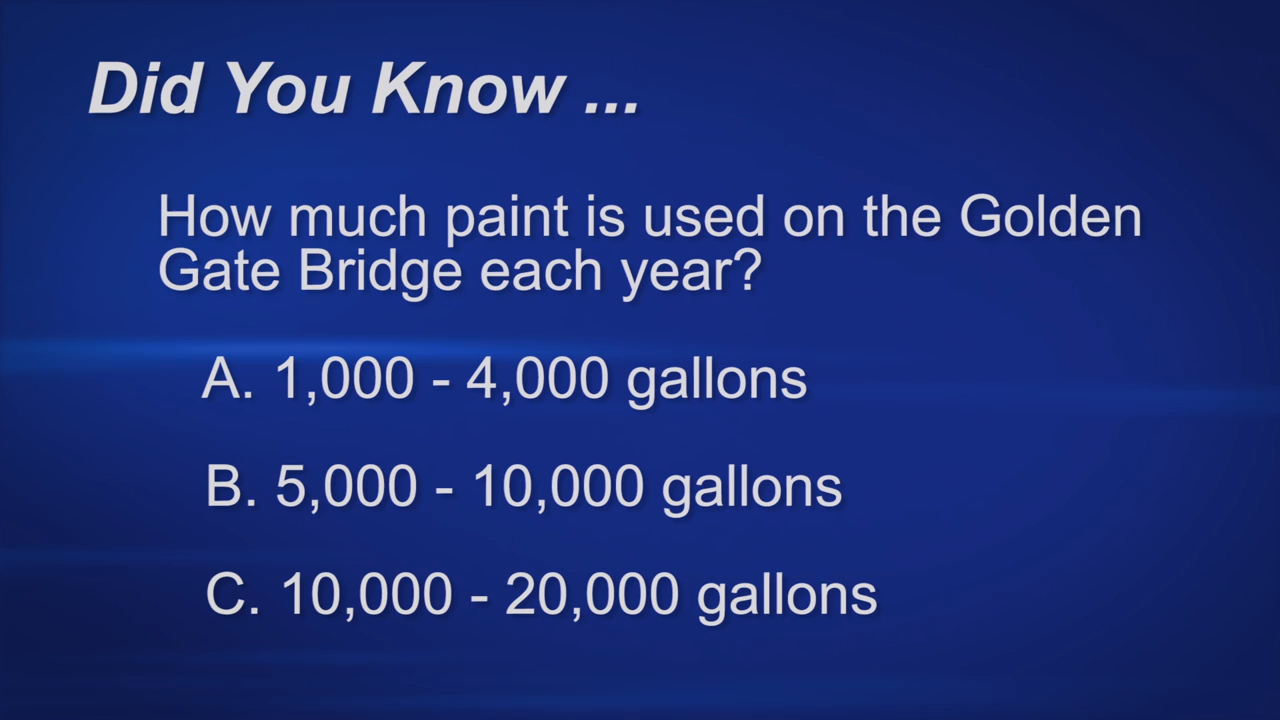 Did You Know ...
How much paint is used on the Golden
Gate Bridge each year?
A. 1,000 - 4,000 gallons
B. 5,000 - 10,000 gallons
C. 10,000 - 20,000 gallons